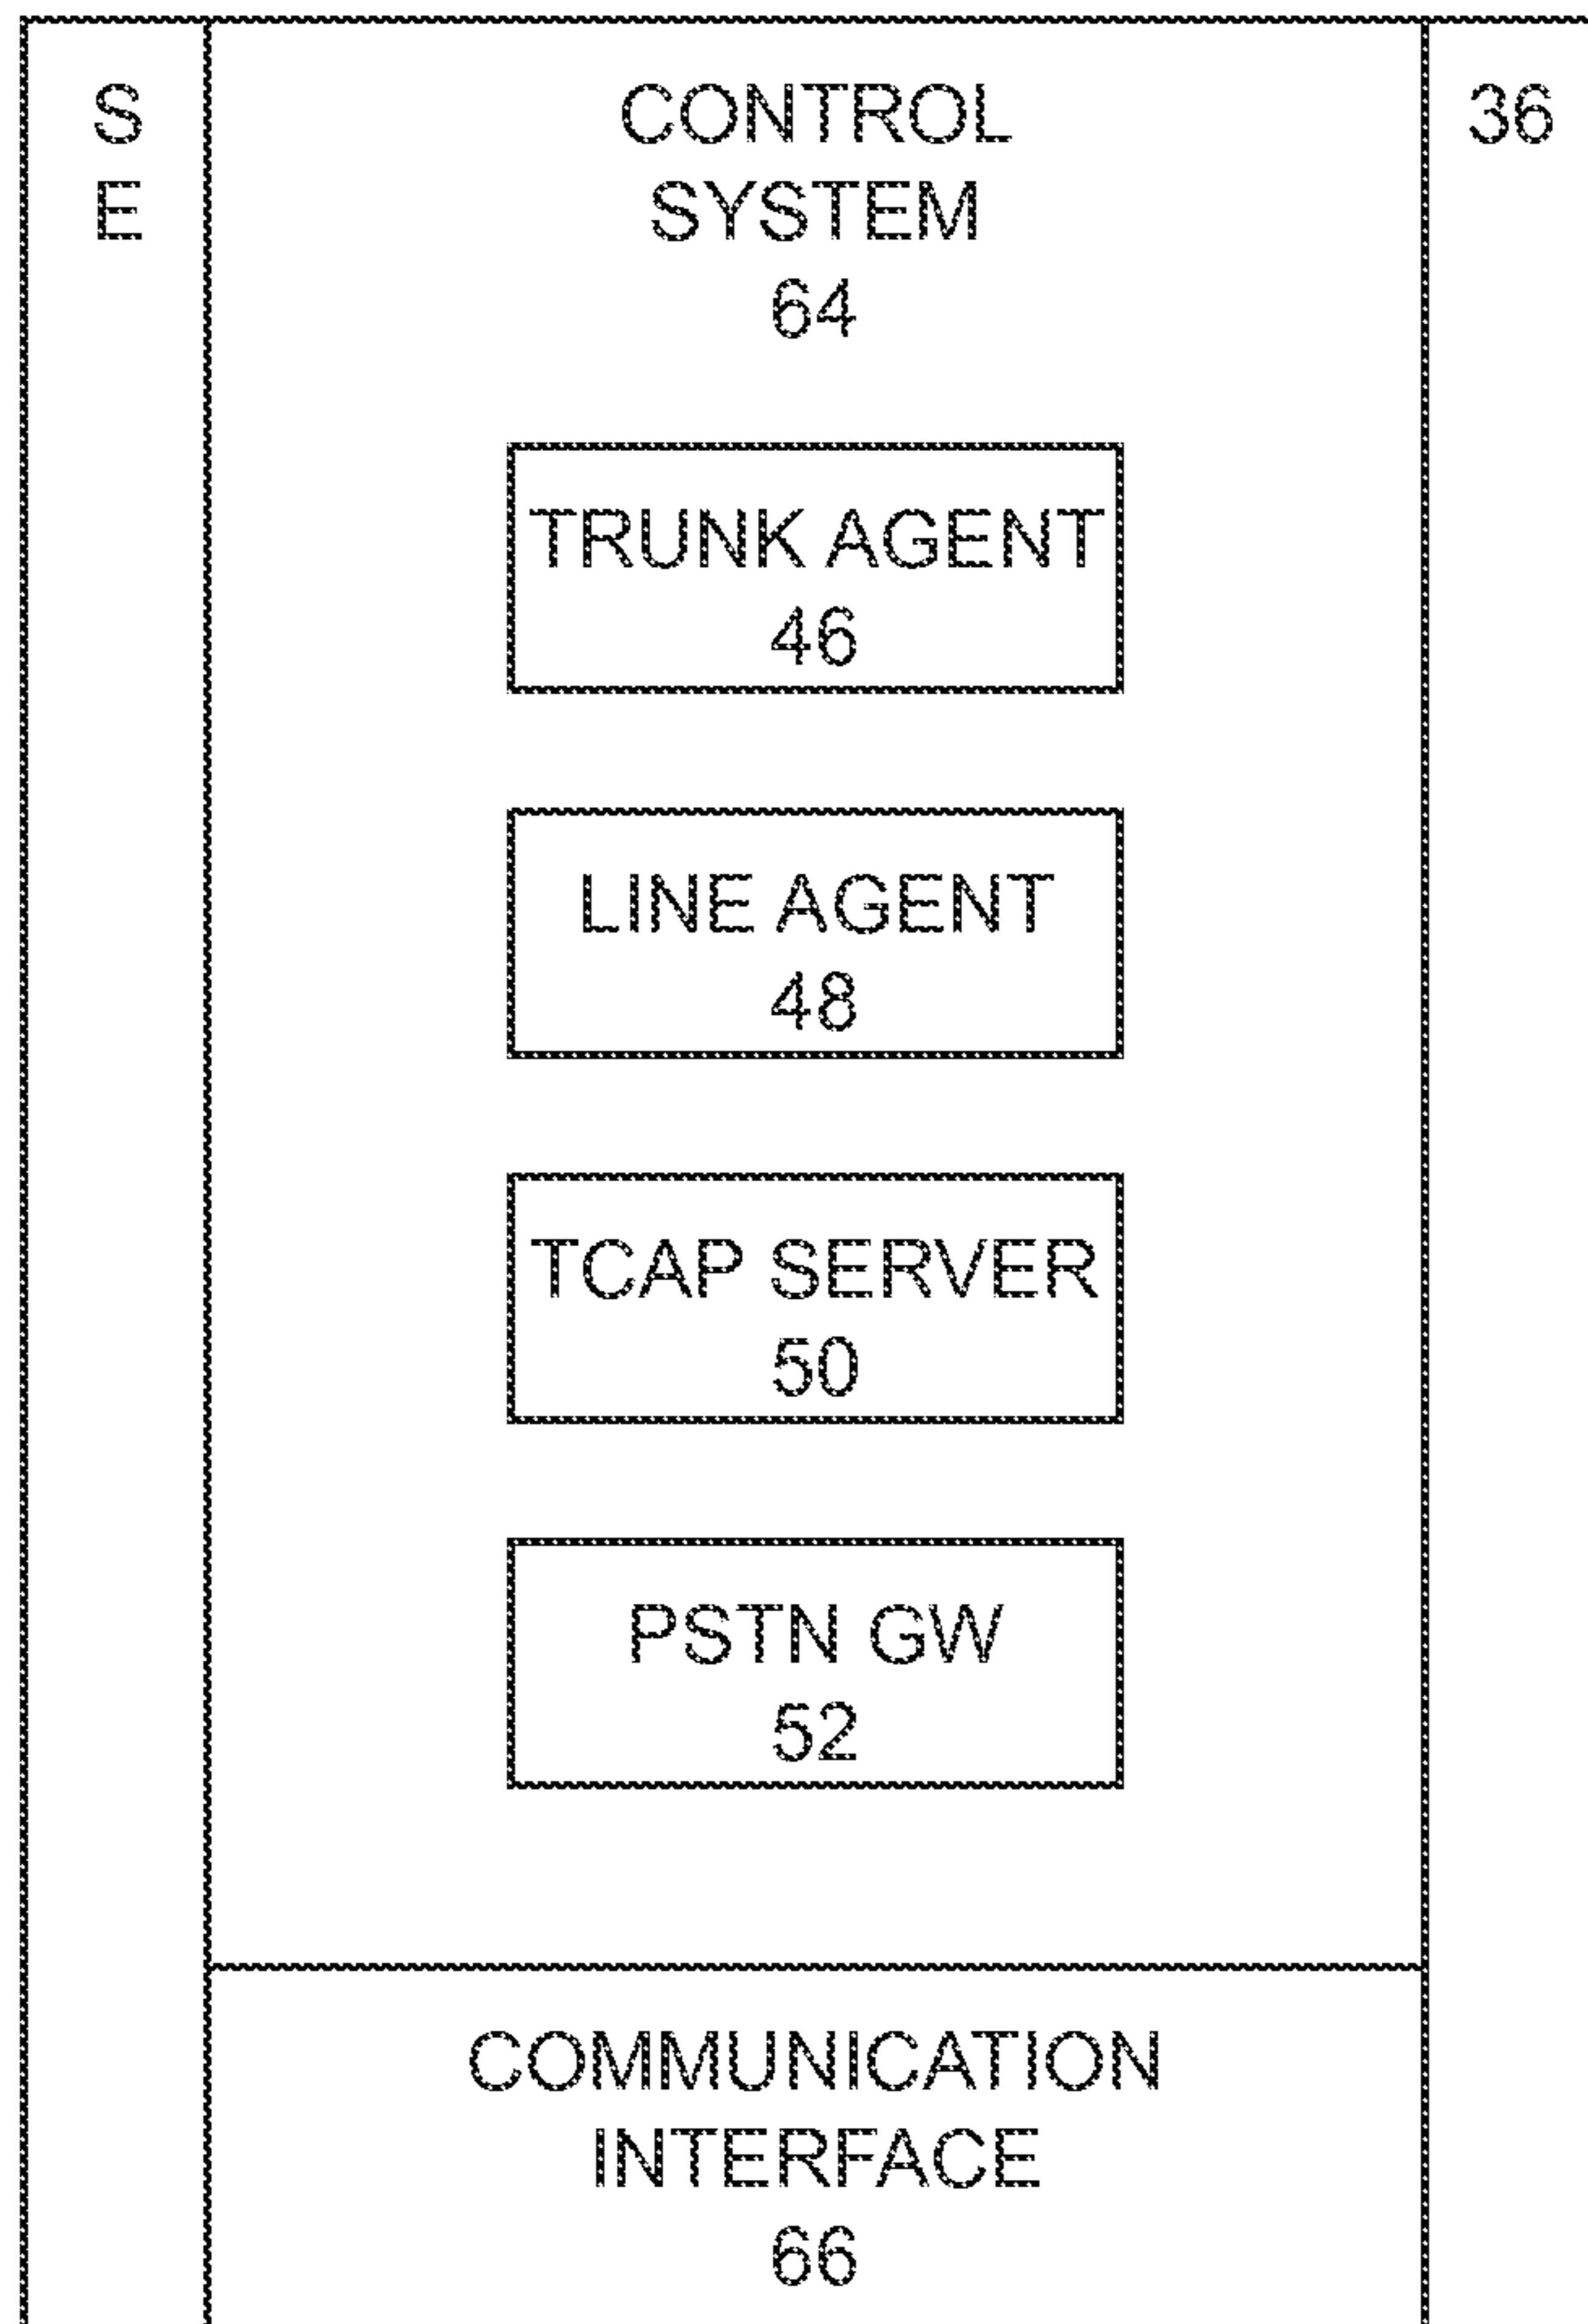 S
E
CONTROL
SYSTEM
64
36
TRUNK AGENT
46
LINE AGENT
48
TCAP SERVER
50
PSTN GW
52
COMMUNICATION
INTERFACE
66